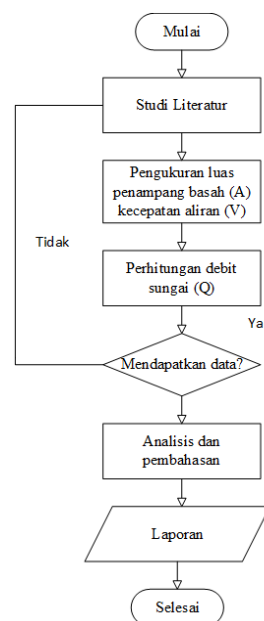 Mulai
Studi Literatur
Pengukuran luas
penampang basah (A)
kecepatan aliran (V)
Tidak
Perhitungan debit
sungai (Q)
Ya
Mendapatkan data?
Analisis dan
pembahasan
Laporan
Selesai